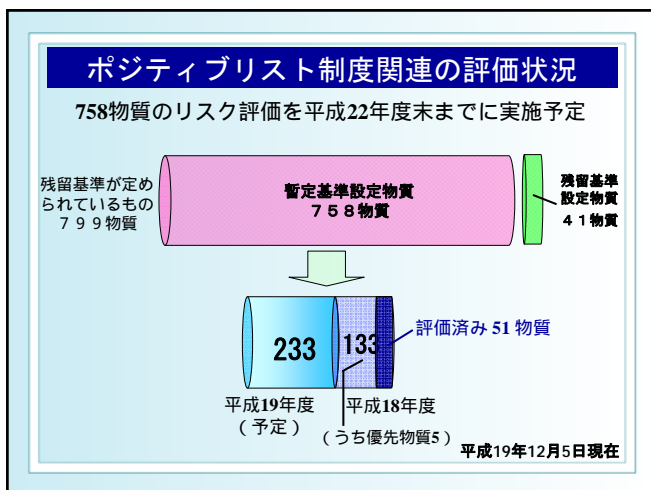 ポジティブリスト制度関連の評価状況
758物質のリスク評価を平成22年度末までに実施予定
残留基準が定め
られているもの
７９９物質
暫定基準設定物質
７５８物質
残留基準
設定物質
４１物質
233
133
評価済み 51 物質
平成19年度
（予定）
平成18年度
（うち優先物質5）
平成19年12月5日現在